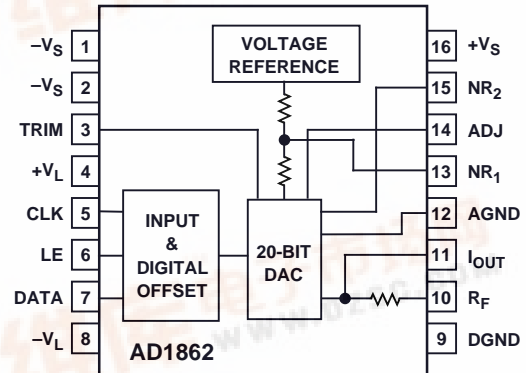 –VS 1
–VS 2
TRIM 3
+VL 4
CLK 5
LE 6
DATA 7
–VL 8
VOLTAGE
REFERENCE
INPUT
&
DIGITAL
OFFSET
20-BIT
DAC
AD1862
16 +VS
15 NR2
14 ADJ
13 NR1
12 AGND
11 IOUT
10 RF
9 DGND